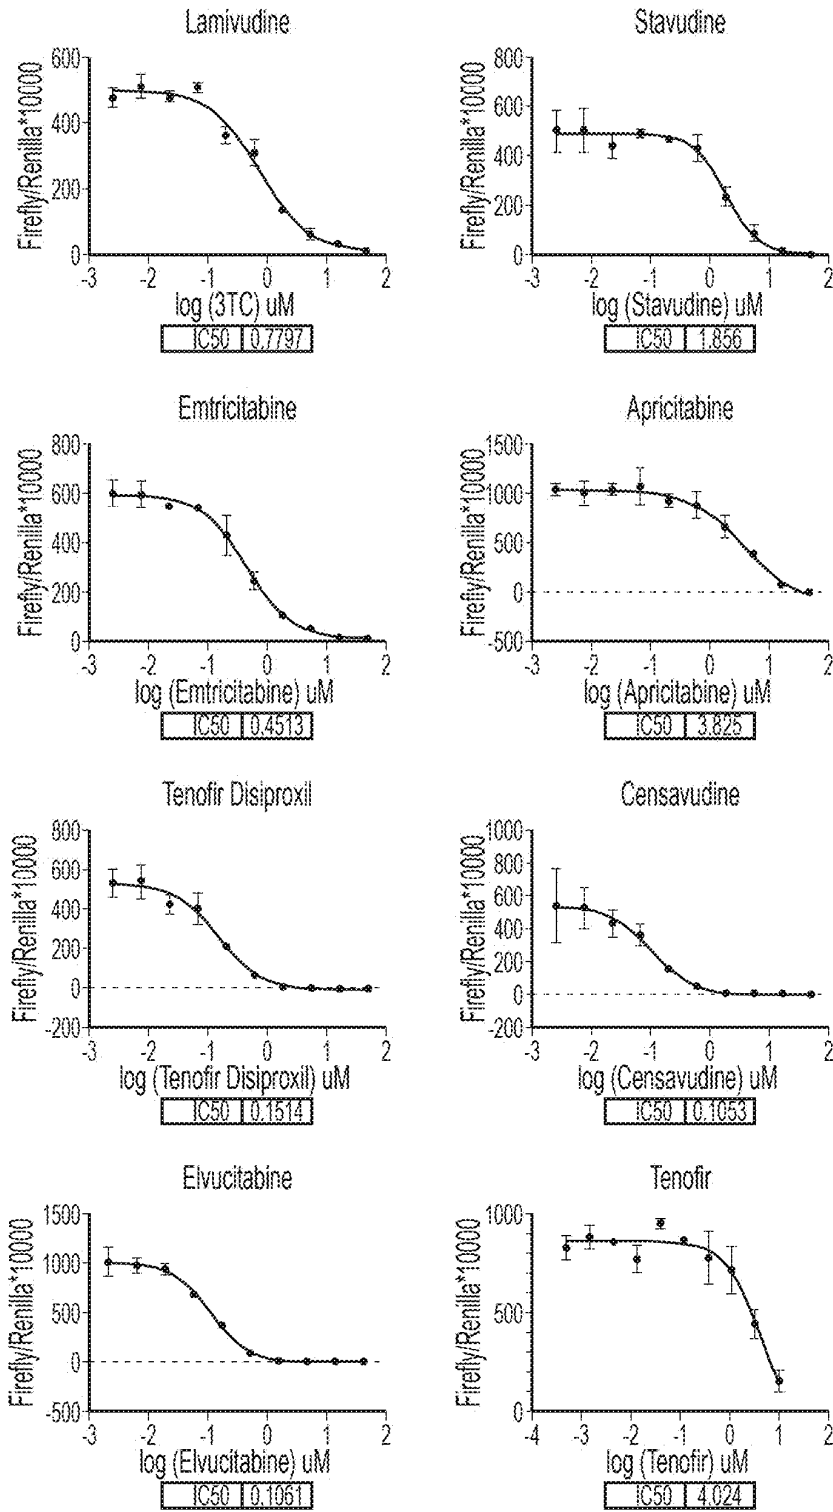 Lamivudine
Firefly/Renilla*10000
600
400
200
0
-3 -2 -1 0 1 2
log (3TC) uM
IC50 0.7797
Stavudine
Firefly/Renilla*10000
800
600
400
200
0
-3 -2 -1 0 1 2
log (Stavudine) uM
IC50 1.856
Emtricitabine
Firefly/Renilla*10000
800
600
400
200
0
-3 -2 -1 0 1 2
log (Emtricitabine) uM
IC50 0.4513
Apricitabine
Firefly/Renilla*10000
1500
1000
500
0
-500
-3 -2 -1 0 1 2
log (Apricitabine) uM
IC50 3.825
Tenofir Disiproxil
Firefly/Renilla*10000
800
600
400
200
0
-200
-3 -2 -1 0 1 2
log (Tenofir Disiproxil) uM
IC50 0.1514
Censavudine
Firefly/Renilla*10000
1000
800
600
400
200
0
-200
-3 -2 -1 0 1 2
log (Censavudine) uM
IC50 0.1053
Elvucitabine
Firefly/Renilla*10000
1500
1000
500
0
-500
-3 -2 -1 0 1 2
log (Elvucitabine) uM
IC50 0.1061
Tenofir
Firefly/Renilla*10000
1000
500
0
-4 -3 -2 -1 0 1 2
log (Tenofir) uM
IC50 4.024